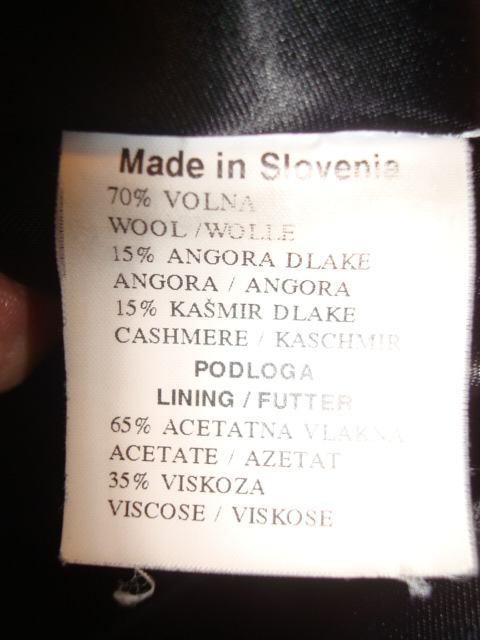 Made in Slovenia
70% VOLNA
WOOL / WOLLE
15% ANGORA DLAKE
ANGORA / ANGORA
15% KAŠMIR DLAKE
CASHMERE / KASCHMIR
PODLOGA
LINING / FUTTER
65% ACETATNA VLAKNA
ACETATE / AZETAT
35% VISKOZA
VISCOSE / VISKOSE